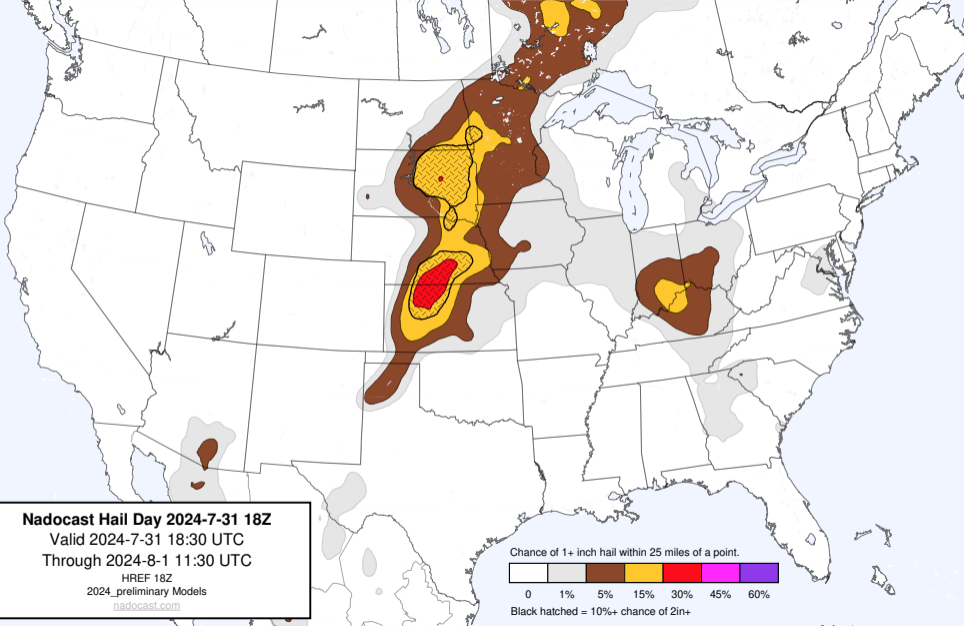 Nadocast Hail Day 2024-7-31 18Z
Valid 2024-7-31 18:30 UTC
Through 2024-8-1 11:30 UTC
HREF 18Z
2024_preliminary Models
nadocast.com
Chance of 1+ inch hail within 25 miles of a point.
0 1% 5% 15% 30% 45% 60%
Black hatched = 10%+ chance of 2in+